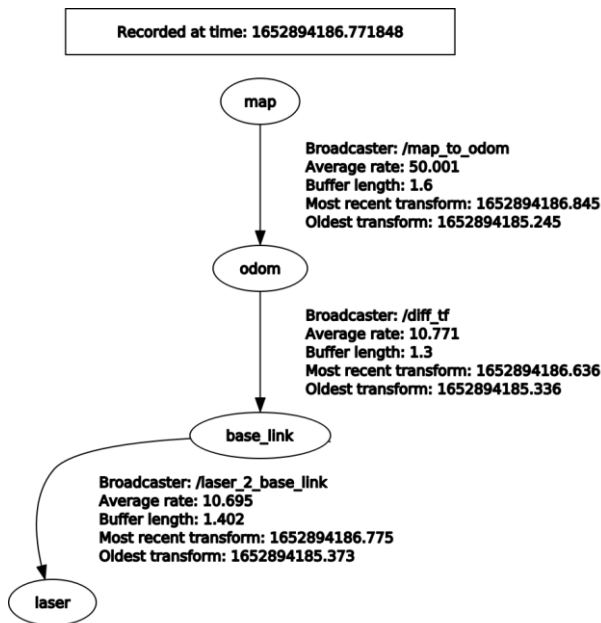 Recorded at time: 1652894186.771848
map
Broadcaster: /map_to_odom
Average rate: 50.001
Buffer length: 1.6
Most recent transform: 1652894186.845
Oldest transform: 1652894185.245
odom
Broadcaster: /diff_tf
Average rate: 10.771
Buffer length: 1.3
Most recent transform: 1652894186.636
Oldest transform: 1652894185.336
base_link
Broadcaster: /laser_2_base_link
Average rate: 10.695
Buffer length: 1.402
Most recent transform: 1652894186.775
Oldest transform: 1652894185.373
laser